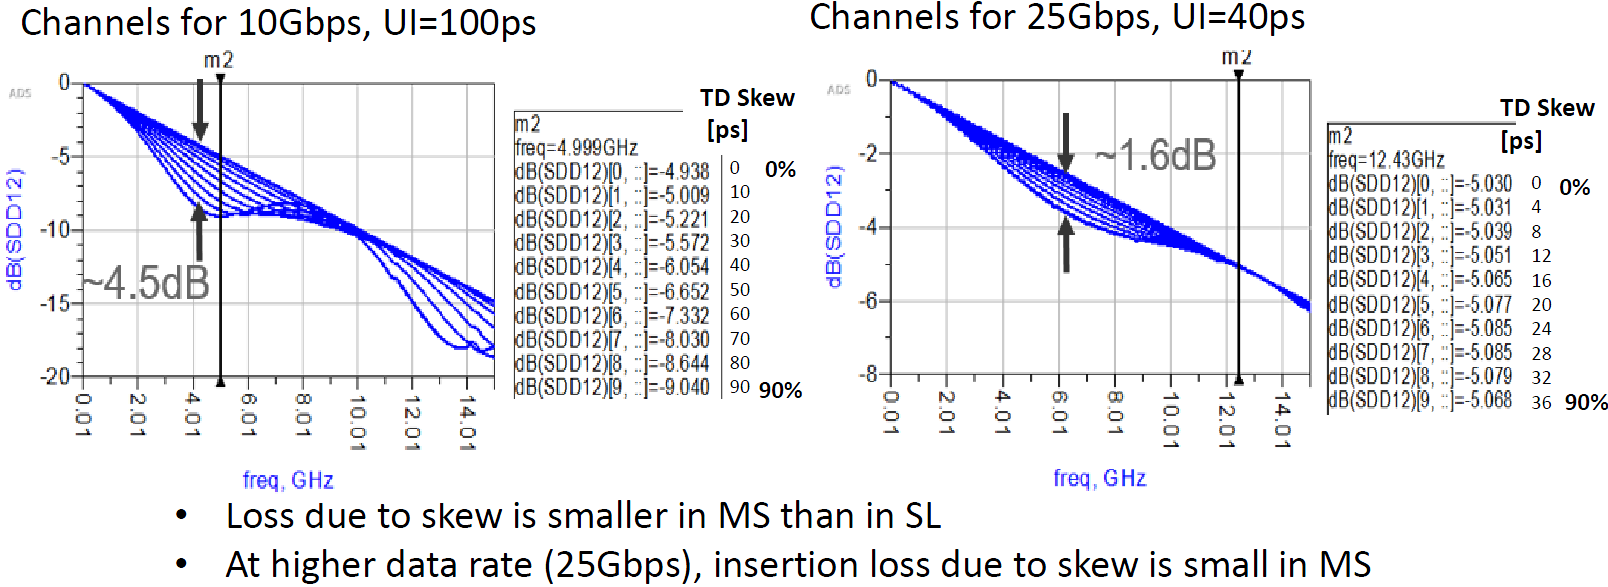 Channels for 10Gbps, UI=100ps
m2
ADS
0
-5
-10
-15
-20
dB(SDD12)
~4.5dB
0.01
2.01
4.01
6.01
8.01
10.01
12.01
14.01
freq, GHz
TD Skew
[ps]
m2
freq=4.999GHz
dB(SDD12)[0, ::]=-4.938 0 0%
dB(SDD12)[1, ::]=-5.009 10
dB(SDD12)[2, ::]=-5.221 20
dB(SDD12)[3, ::]=-5.572 30
dB(SDD12)[4, ::]=-6.054 40
dB(SDD12)[5, ::]=-6.652 50
dB(SDD12)[6, ::]=-7.332 60
dB(SDD12)[7, ::]=-8.030 70
dB(SDD12)[8, ::]=-8.644 80
dB(SDD12)[9, ::]=-9.040 90 90%
Channels for 25Gbps, UI=40ps
m2
ADS
0
-2
-4
-6
-8
dB(SDD12)
~1.6dB
0.01
2.01
4.01
6.01
8.01
10.01
12.01
14.01
freq, GHz
TD Skew
[ps]
m2
freq=12.43GHz
dB(SDD12)[0, ::]=-5.030 0 0%
dB(SDD12)[1, ::]=-5.031 4
dB(SDD12)[2, ::]=-5.039 8
dB(SDD12)[3, ::]=-5.051 12
dB(SDD12)[4, ::]=-5.065 16
dB(SDD12)[5, ::]=-5.077 20
dB(SDD12)[6, ::]=-5.085 24
dB(SDD12)[7, ::]=-5.085 28
dB(SDD12)[8, ::]=-5.079 32
dB(SDD12)[9, ::]=-5.068 36 90%
• Loss due to skew is smaller in MS than in SL
• At higher data rate (25Gbps), insertion loss due to skew is small in MS